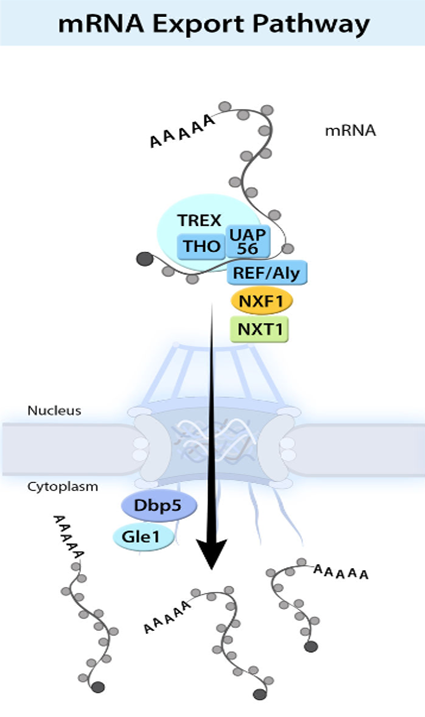 mRNA Export Pathway
AAAAA
mRNA
TREX
THO
UAP
56
REF/Aly
NXF1
NXT1
Nucleus
Cytoplasm
Dbp5
Gle1
AAAAA
AAAAA
AAAAA